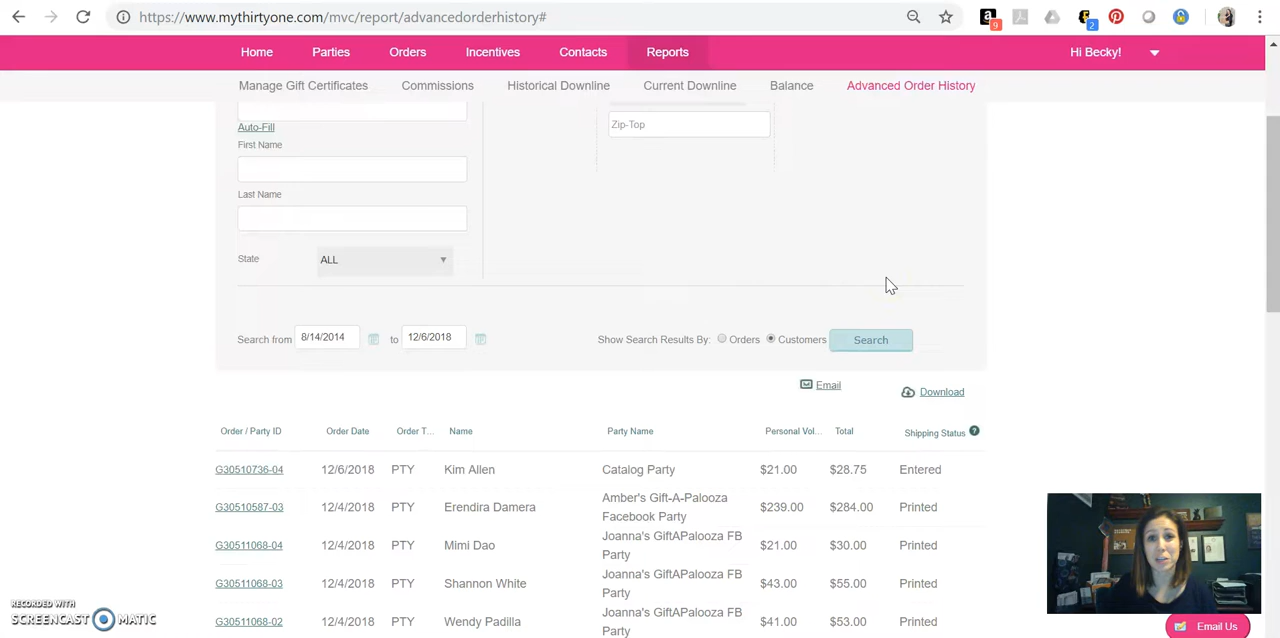 https://www.mythirtyone.com/mvc/report/advancedorderhistory#
9
2
Home Parties Orders Incentives Contacts Reports Hi Becky!
Manage Gift Certificates Commissions Historical Downline Current Downline Balance Advanced Order History
Zip-Top
Auto-Fill
First Name
Last Name
State ALL
Search from 8/14/2014 to 12/6/2018 Show Search Results By: Orders Customers Search
Email Download
Order / Party ID Order Date Order T... Name Party Name Personal Vol... Total Shipping Status ?
G30510736-04 12/6/2018 PTY Kim Allen Catalog Party $21.00 $28.75 Entered
G30510587-03 12/4/2018 PTY Erendira Damera Amber's Gift-A-Palooza Facebook Party $239.00 $284.00 Printed
G30511068-04 12/4/2018 PTY Mimi Dao Joanna's GiftAPalooza FB Party $21.00 $30.00 Printed
G30511068-03 12/4/2018 PTY Shannon White Joanna's GiftAPalooza FB Party $43.00 $55.00 Printed
G30511068-02 12/4/2018 PTY Wendy Padilla Joanna's GiftAPalooza FB Party $41.00 $53.00 Printed
RECORDED WITH
SCREENCAST MATIC
Email Us